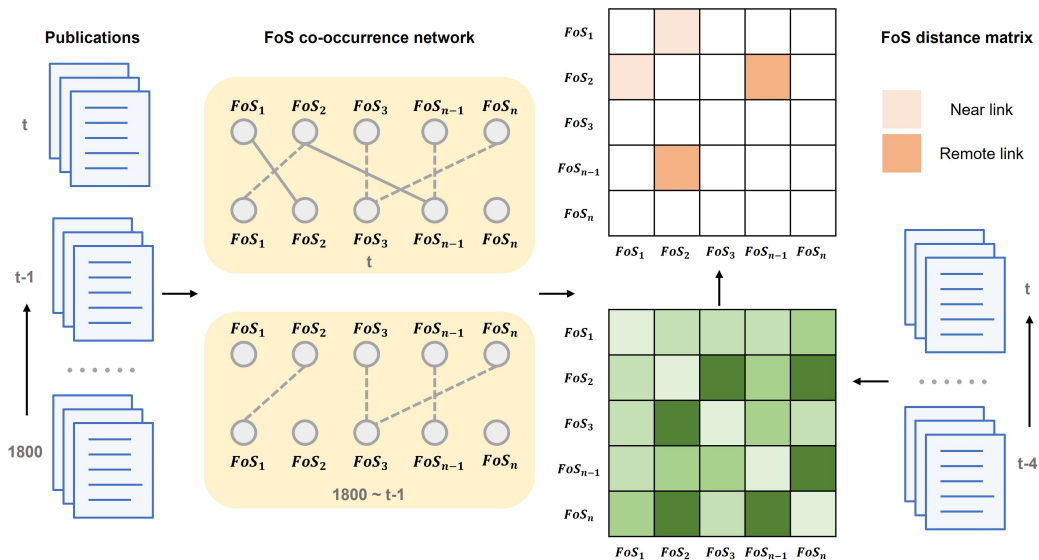 Publications
t
t-1
1800
FoS co-occurrence network
FoS₁ FoS₂ FoS₃ FoSₙ₋₁ FoSₙ
FoS₁ FoS₂ FoS₃ FoSₙ₋₁ FoSₙ
t
FoS₁ FoS₂ FoS₃ FoSₙ₋₁ FoSₙ
FoS₁ FoS₂ FoS₃ FoSₙ₋₁ FoSₙ
1800 ~ t-1
FoS₁
FoS₂
FoS₃
FoSₙ₋₁
FoSₙ
FoS₁ FoS₂ FoS₃ FoSₙ₋₁ FoSₙ
FoS₁
FoS₂
FoS₃
FoSₙ₋₁
FoSₙ
FoS₁ FoS₂ FoS₃ FoSₙ₋₁ FoSₙ
FoS distance matrix
Near link
Remote link
t
t-4